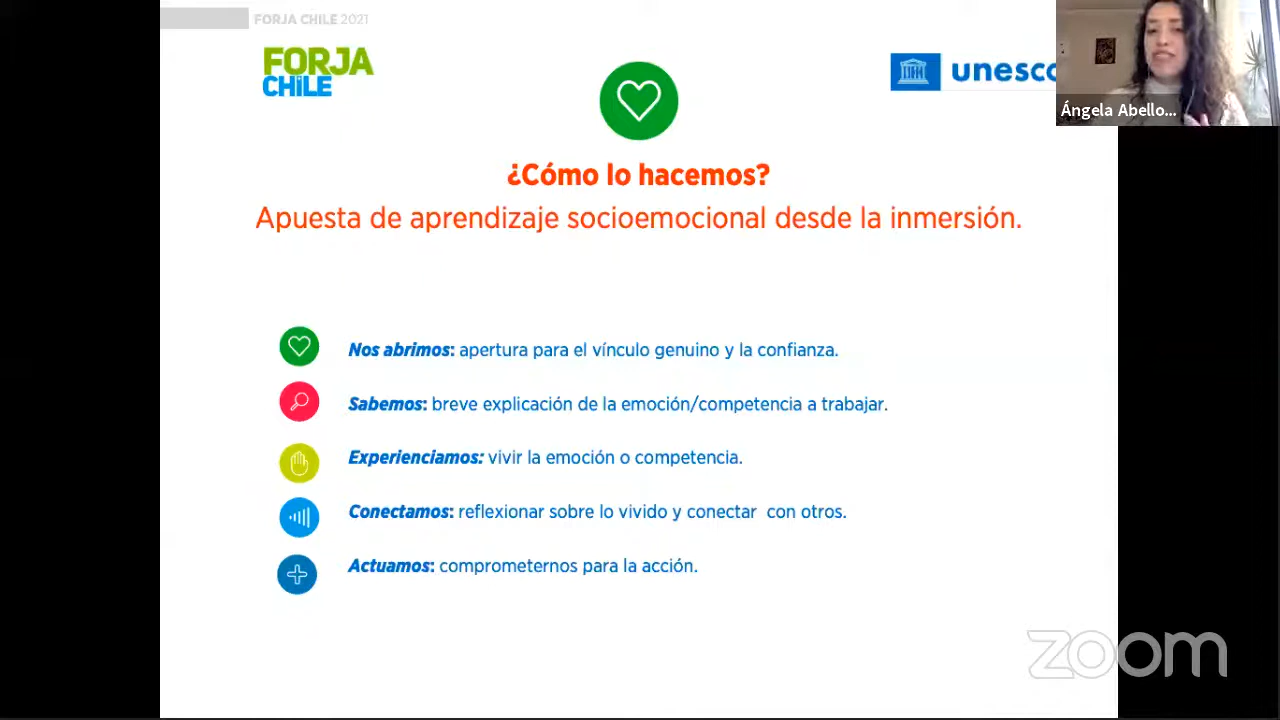 FORJA CHILE 2021
FORJA
CHILE
unesco
Ángela Abello...
¿Cómo lo hacemos?
Apuesta de aprendizaje socioemocional desde la inmersión.
Nos abrimos: apertura para el vínculo genuino y la confianza.
Sabemos: breve explicación de la emoción/competencia a trabajar.
Experienciamos: vivir la emoción o competencia.
Conectamos: reflexionar sobre lo vivido y conectar con otros.
Actuamos: comprometernos para la acción.
zoom